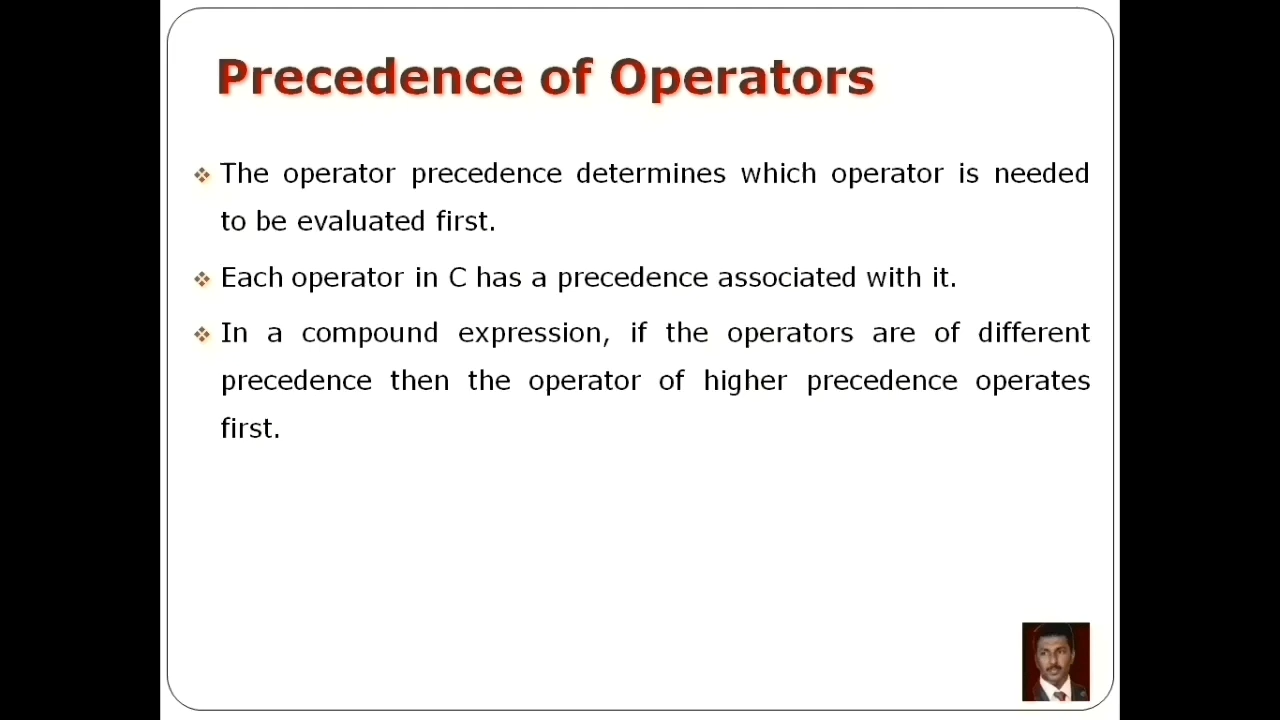 Precedence of Operators
The operator precedence determines which operator is needed
to be evaluated first.
Each operator in C has a precedence associated with it.
In a compound expression, if the operators are of different
precedence then the operator of higher precedence operates
first.